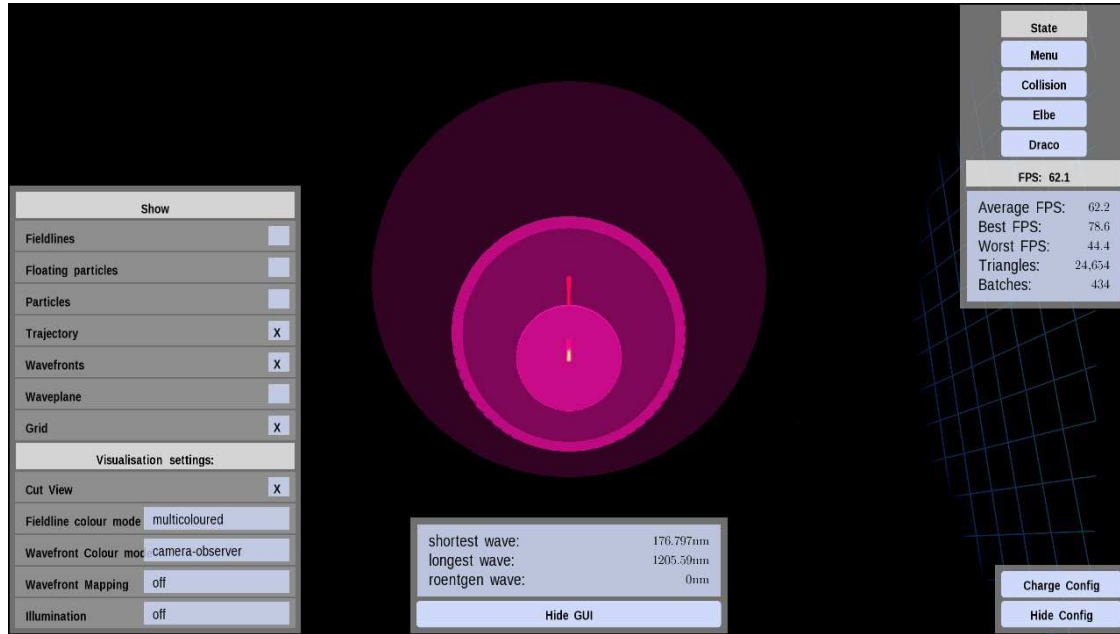 State
Menu
Collision
Elbe
Draco
FPS: 62.1
Average FPS: 62.2
Best FPS: 78.6
Worst FPS: 44.4
Triangles: 24,654
Batches: 434
Show
Fieldlines
Floating particles
Particles
Trajectory X
Wavefronts X
Waveplane
Grid X
Visualisation settings:
Cut View X
Fieldline colour mode multicoloured
Wavefront Colour mode camera-observer
Wavefront Mapping off
Illumination off
shortest wave: 176.797nm
longest wave: 1205.59nm
roentgen wave: 0nm
Hide GUI
Charge Config
Hide Config